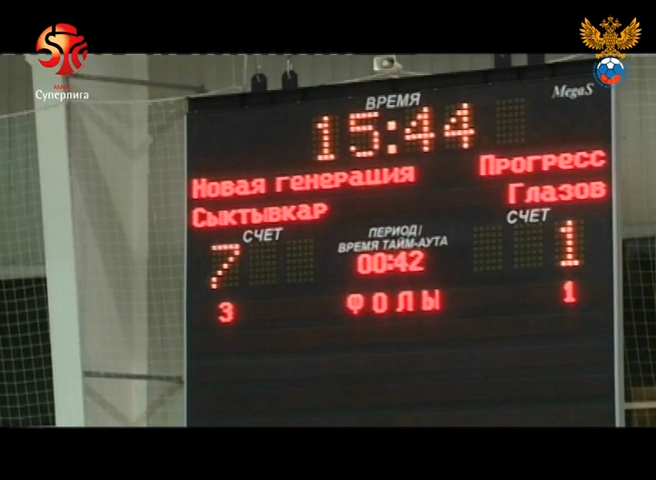 Суперлига
ВРЕМЯ
MegaS
15:44
Новая генерация
Прогресс
Сыктывкар
Глазов
СЧЕТ
ПЕРИОД/
ВРЕМЯ ТАЙМ-АУТА
СЧЕТ
7
00:42
1
3
ФОЛЫ
1